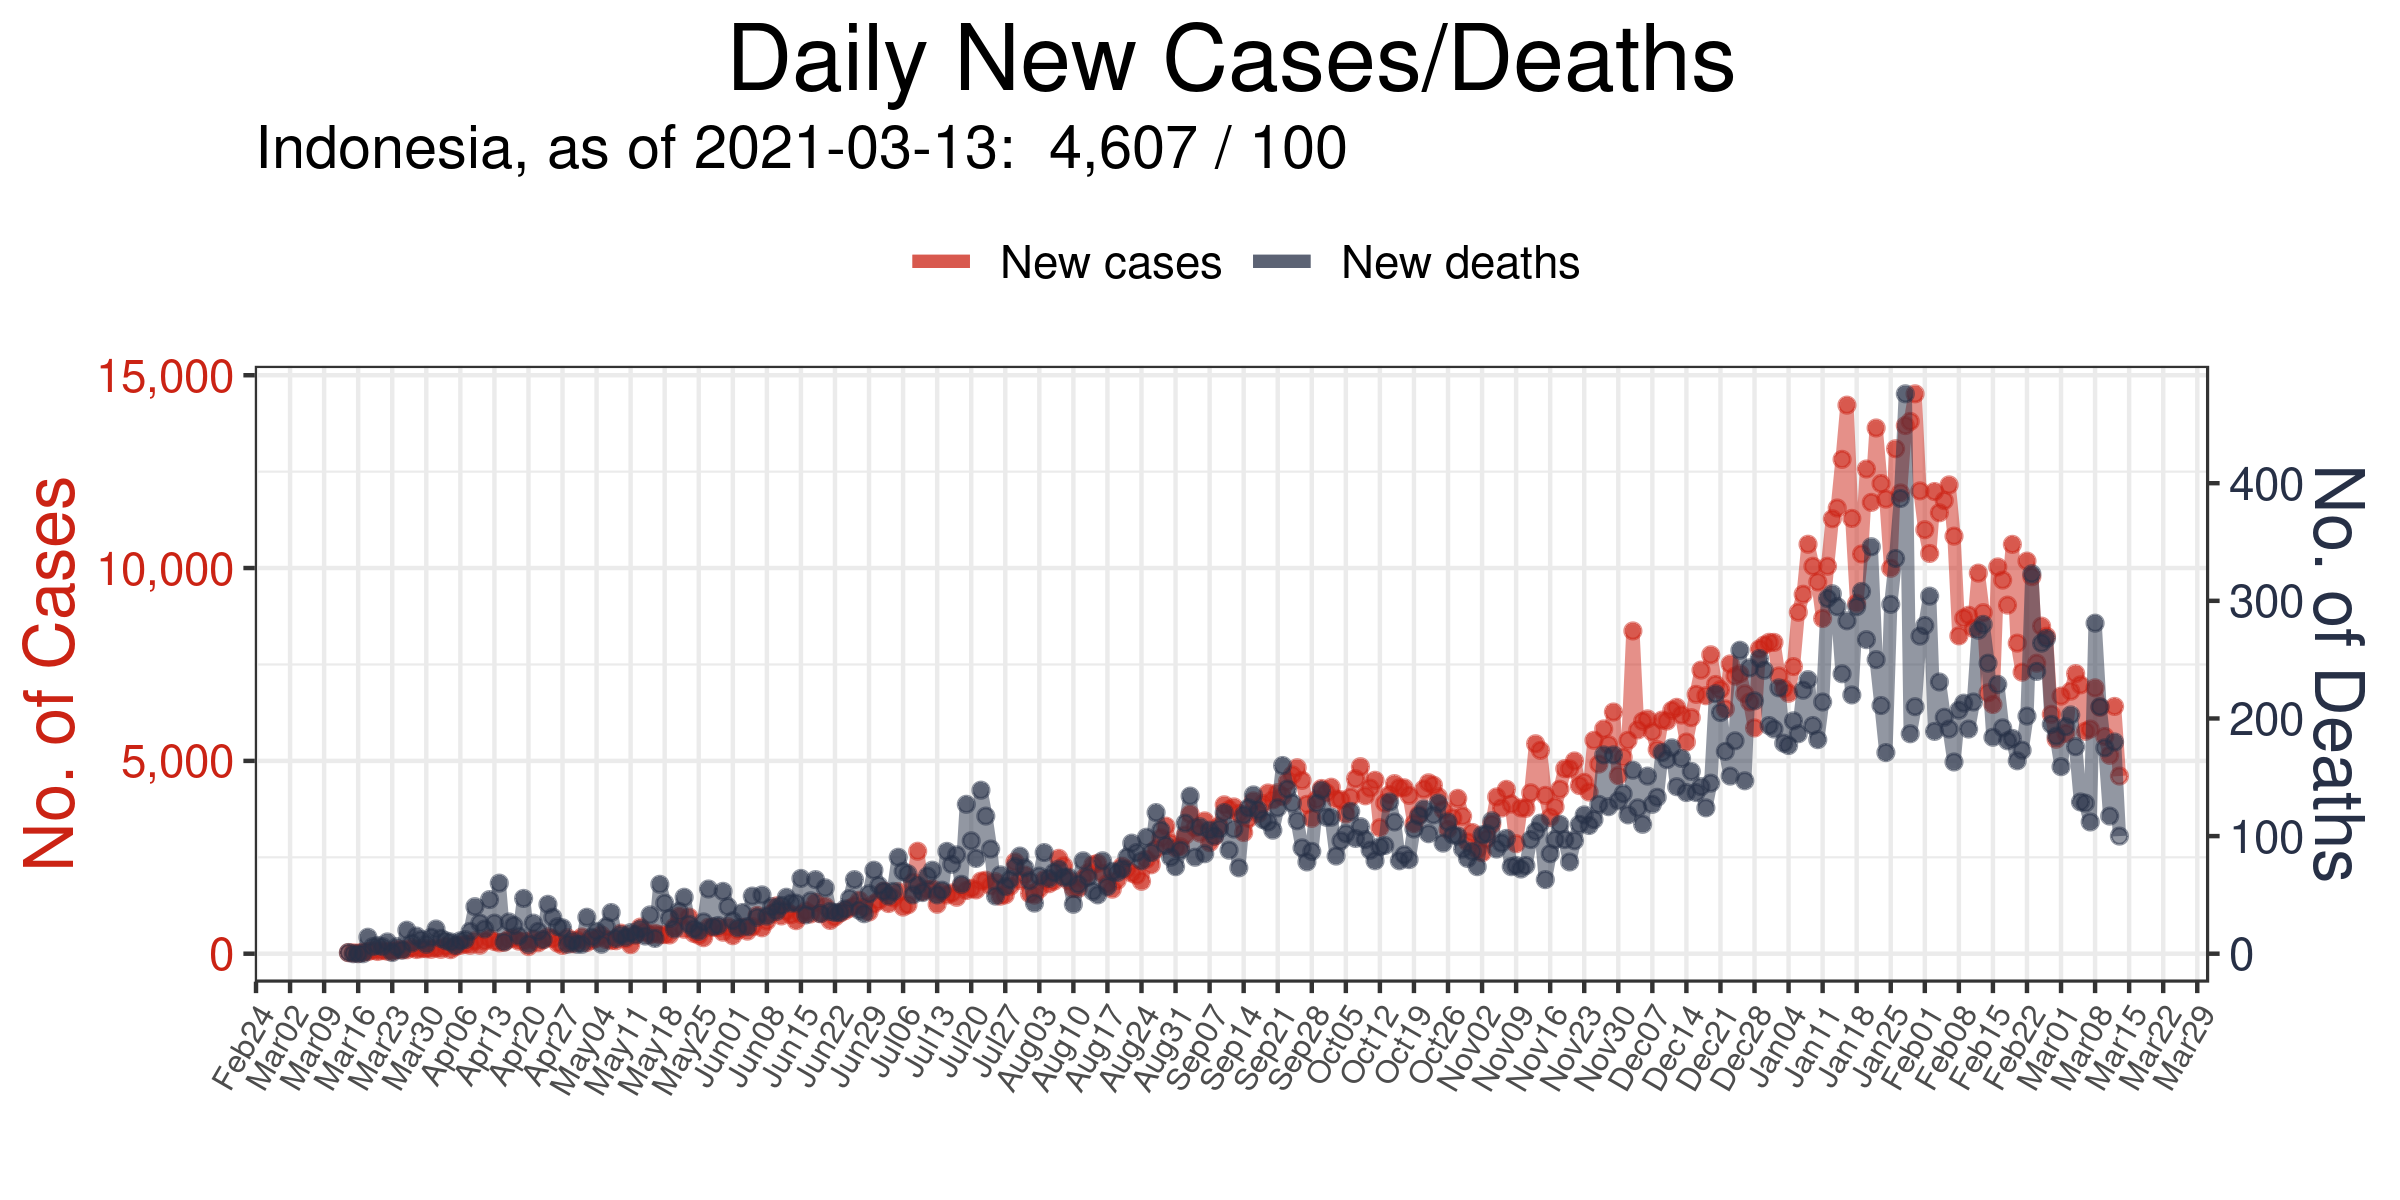 Daily New Cases/Deaths
Indonesia, as of 2021-03-13:  4,607 / 100
New cases
New deaths
No. of Cases
15,000
10,000
5,000
0
No. of Deaths
400
300
200
100
0
Feb24
Mar02
Mar09
Mar16
Mar23
Mar30
Apr06
Apr13
Apr20
Apr27
May04
May11
May18
May25
Jun01
Jun08
Jun15
Jun22
Jun29
Jul06
Jul13
Jul20
Jul27
Aug03
Aug10
Aug17
Aug24
Aug31
Sep07
Sep14
Sep21
Sep28
Oct05
Oct12
Oct19
Oct26
Nov02
Nov09
Nov16
Nov23
Nov30
Dec07
Dec14
Dec21
Dec28
Jan04
Jan11
Jan18
Jan25
Feb01
Feb08
Feb15
Feb22
Mar01
Mar08
Mar15
Mar22
Mar29